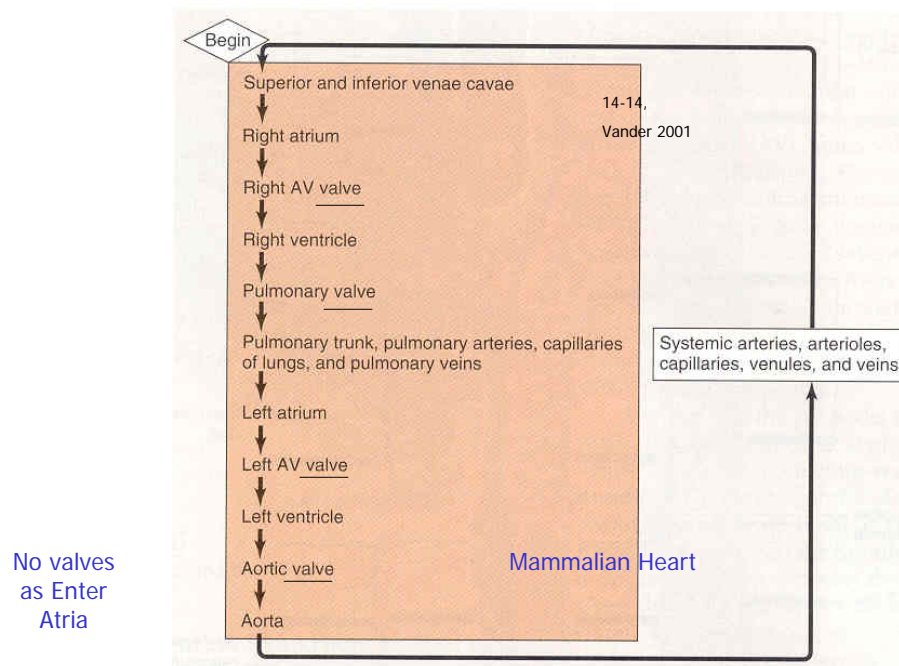 Begin
Superior and inferior venae cavae
14-14,
Vander 2001
Right atrium
Right AV valve
Right ventricle
Pulmonary valve
Pulmonary trunk, pulmonary arteries, capillaries
of lungs, and pulmonary veins
Systemic arteries, arterioles,
capillaries, venules, and veins
Left atrium
Left AV valve
Left ventricle
Aortic valve
Aorta
Mammalian Heart
No valves
as Enter
Atria